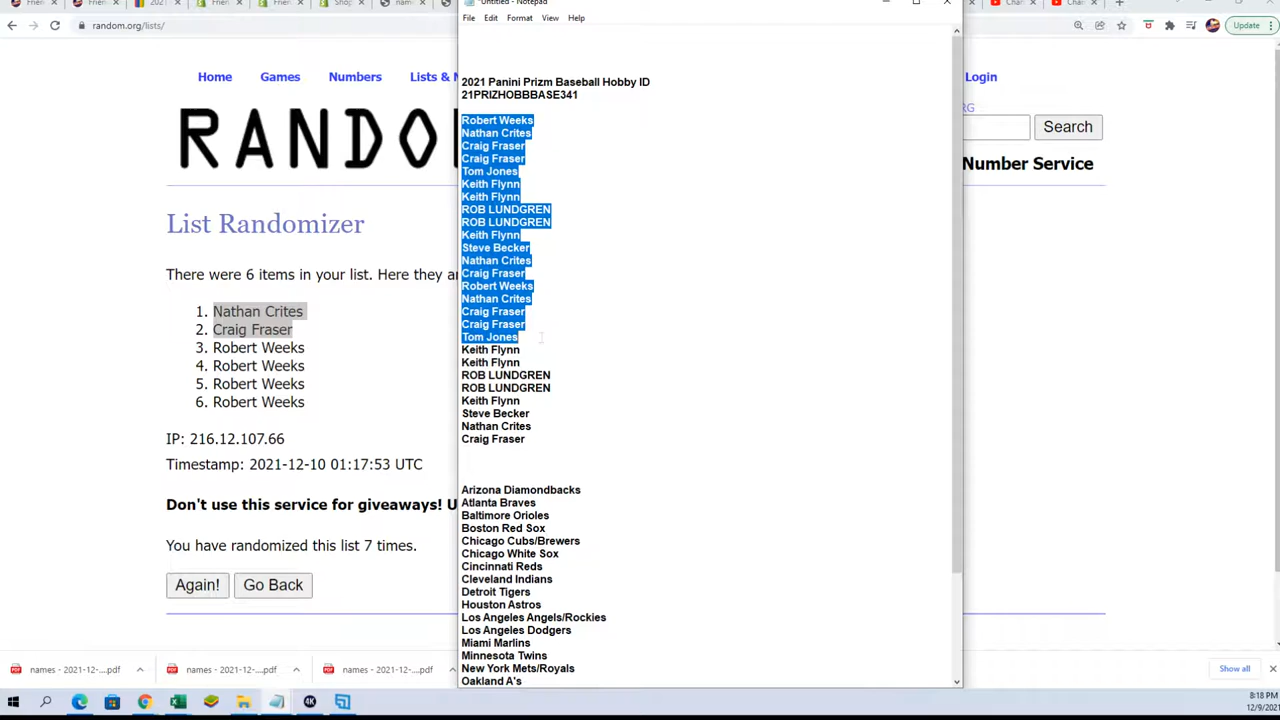 *Untitled - Notepad
File Edit Format View Help
random.org/lists/
Update
Home Games Numbers Lists &
Login
RANDO
Search
Number Service
List Randomizer
There were 6 items in your list. Here they ar
1. Nathan Crites
2. Craig Fraser
3. Robert Weeks
4. Robert Weeks
5. Robert Weeks
6. Robert Weeks
IP: 216.12.107.66
Timestamp: 2021-12-10 01:17:53 UTC
Don't use this service for giveaways! U
You have randomized this list 7 times.
Again! Go Back
2021 Panini Prizm Baseball Hobby ID
21PRIZHOBBBASE341
Robert Weeks
Nathan Crites
Craig Fraser
Craig Fraser
Tom Jones
Keith Flynn
Keith Flynn
ROB LUNDGREN
ROB LUNDGREN
Keith Flynn
Steve Becker
Nathan Crites
Craig Fraser
Robert Weeks
Nathan Crites
Craig Fraser
Craig Fraser
Tom Jones
Keith Flynn
Keith Flynn
ROB LUNDGREN
ROB LUNDGREN
Keith Flynn
Steve Becker
Nathan Crites
Craig Fraser
Arizona Diamondbacks
Atlanta Braves
Baltimore Orioles
Boston Red Sox
Chicago Cubs/Brewers
Chicago White Sox
Cincinnati Reds
Cleveland Indians
Detroit Tigers
Houston Astros
Los Angeles Angels/Rockies
Los Angeles Dodgers
Miami Marlins
Minnesota Twins
New York Mets/Royals
Oakland A's
names - 2021-12-....pdf names - 2021-12-....pdf names - 2021-12-....pdf Show all
8:18 PM
12/9/2021